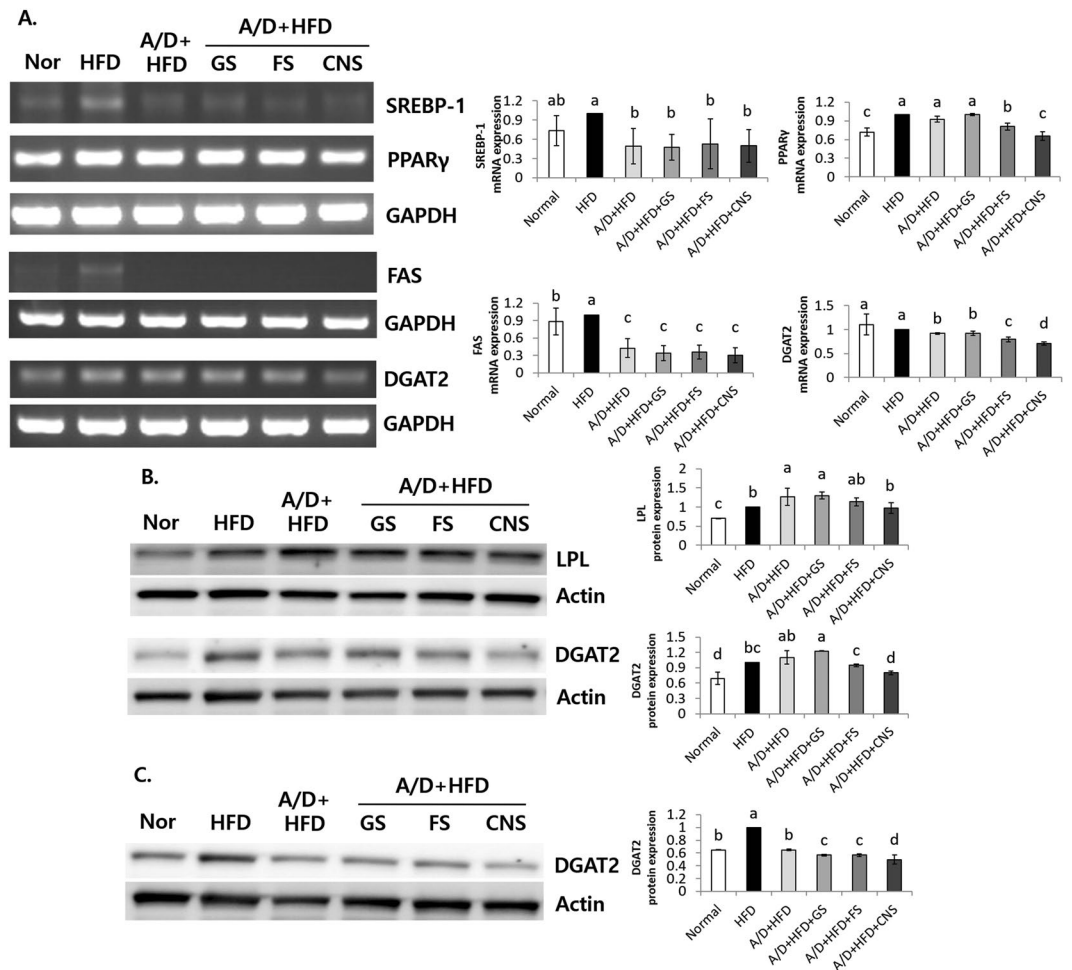 A.
A/D+HFD
A/D+
HFD
Nor HFD GS FS CNS
SREBP-1
PPARγ
GAPDH
FAS
GAPDH
DGAT2
GAPDH
SREBP-1
mRNA expression
1.2
0.9
0.6
0.3
0
ab a b b b b
Normal
HFD
A/D+HFD
A/D+HFD+GS
A/D+HFD+FS
A/D+HFD+CNS
PPARγ
mRNA expression
1.2
0.9
0.6
0.3
0
c a a a b c
Normal
HFD
A/D+HFD
A/D+HFD+GS
A/D+HFD+FS
A/D+HFD+CNS
FAS
mRNA expression
1.2
0.9
0.6
0.3
0
b a c c c c
Normal
HFD
A/D+HFD
A/D+HFD+GS
A/D+HFD+FS
A/D+HFD+CNS
DGAT2
mRNA expression
1.5
1
0.5
0
a a b b c d
Normal
HFD
A/D+HFD
A/D+HFD+GS
A/D+HFD+FS
A/D+HFD+CNS
B.
A/D+HFD
A/D+
HFD
Nor HFD GS FS CNS
LPL
Actin
DGAT2
Actin
LPL
protein expression
2
1.5
1
0.5
0
c b a a ab b
Normal
HFD
A/D+HFD
A/D+HFD+GS
A/D+HFD+FS
A/D+HFD+CNS
DGAT2
protein expression
1.5
1.2
0.9
0.6
0.3
0
d bc ab a c d
Normal
HFD
A/D+HFD
A/D+HFD+GS
A/D+HFD+FS
A/D+HFD+CNS
C.
A/D+HFD
A/D+
HFD
Nor HFD GS FS CNS
DGAT2
Actin
DGAT2
protein expression
1.2
1
0.8
0.6
0.4
0.2
0
b a b c c d
Normal
HFD
A/D+HFD
A/D+HFD+GS
A/D+HFD+FS
A/D+HFD+CNS